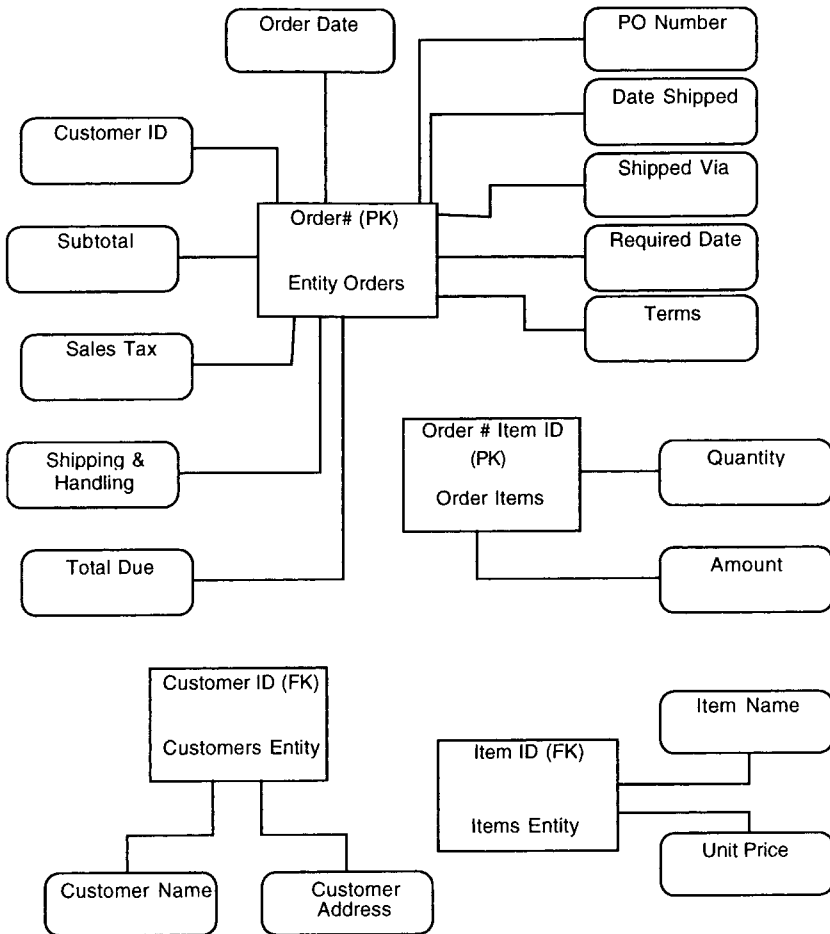 Order Date
PO Number
Date Shipped
Customer ID
Shipped Via
Order# (PK)
Entity Orders
Subtotal
Required Date
Terms
Sales Tax
Order # Item ID
(PK)
Order Items
Quantity
Shipping &
Handling
Total Due
Amount
Customer ID (FK)
Customers Entity
Item Name
Item ID (FK)
Items Entity
Unit Price
Customer Name
Customer
Address